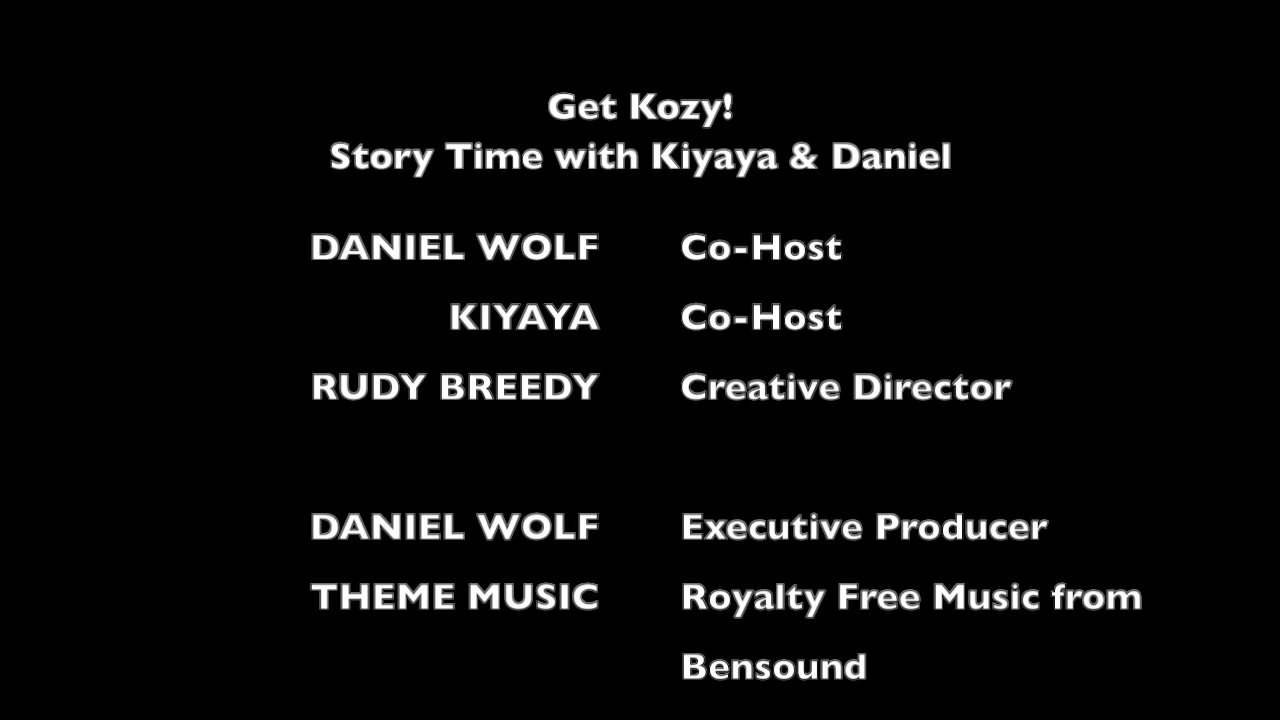 Get Kozy!
Story Time with Kiyaya & Daniel
DANIEL WOLF Co-Host
KIYAYA Co-Host
RUDY BREEDY Creative Director
DANIEL WOLF Executive Producer
THEME MUSIC Royalty Free Music from
Bensound